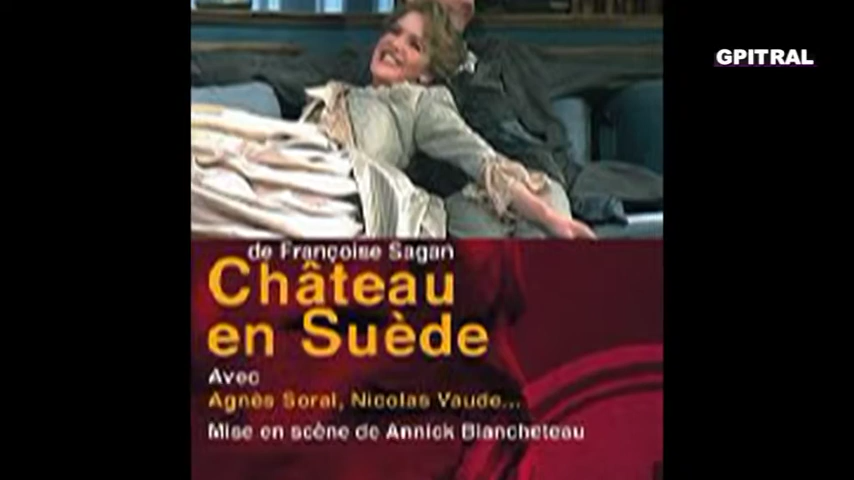 GPITRAL
de Françoise Sagan
Château
en Suède
Avec
Agnès Soral, Nicolas Vaude...
Mise en scène de Annick Blancheteau